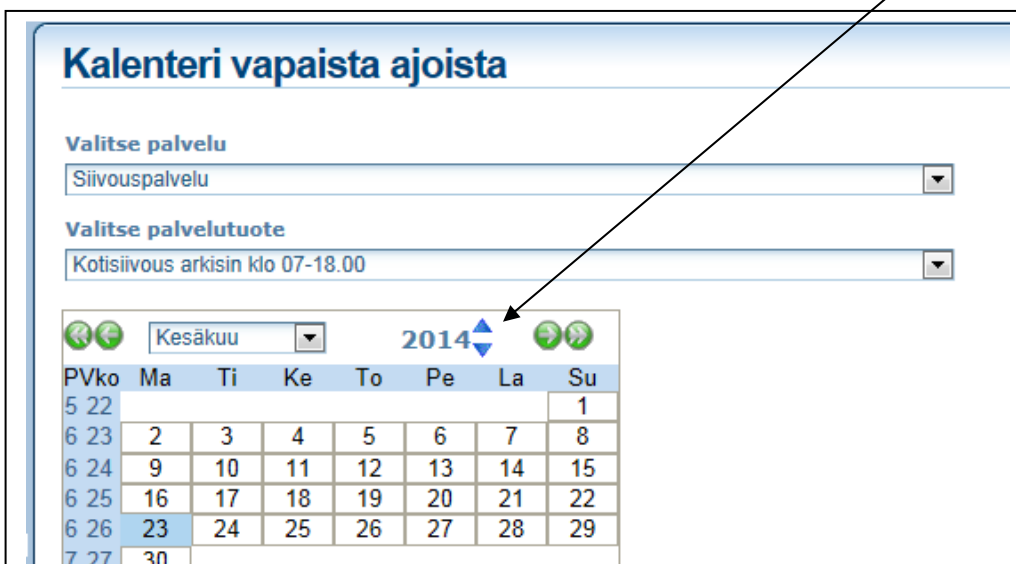 Kalenteri vapaista ajoista
Valitse palvelu
Siivouspalvelu
Valitse palvelutuote
Kotisiivous arkisin klo 07-18.00
Kesäkuu 2014
PVko Ma Ti Ke To Pe La Su
5 22 1
6 23 2 3 4 5 6 7 8
6 24 9 10 11 12 13 14 15
6 25 16 17 18 19 20 21 22
6 26 23 24 25 26 27 28 29
7 27 30